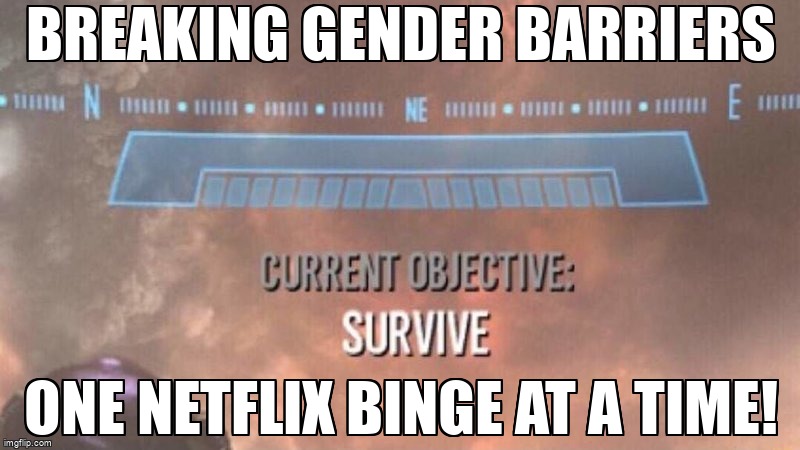 BREAKING GENDER BARRIERS
N NE E
CURRENT OBJECTIVE:
SURVIVE
ONE NETFLIX BINGE AT A TIME!
imgflip.com